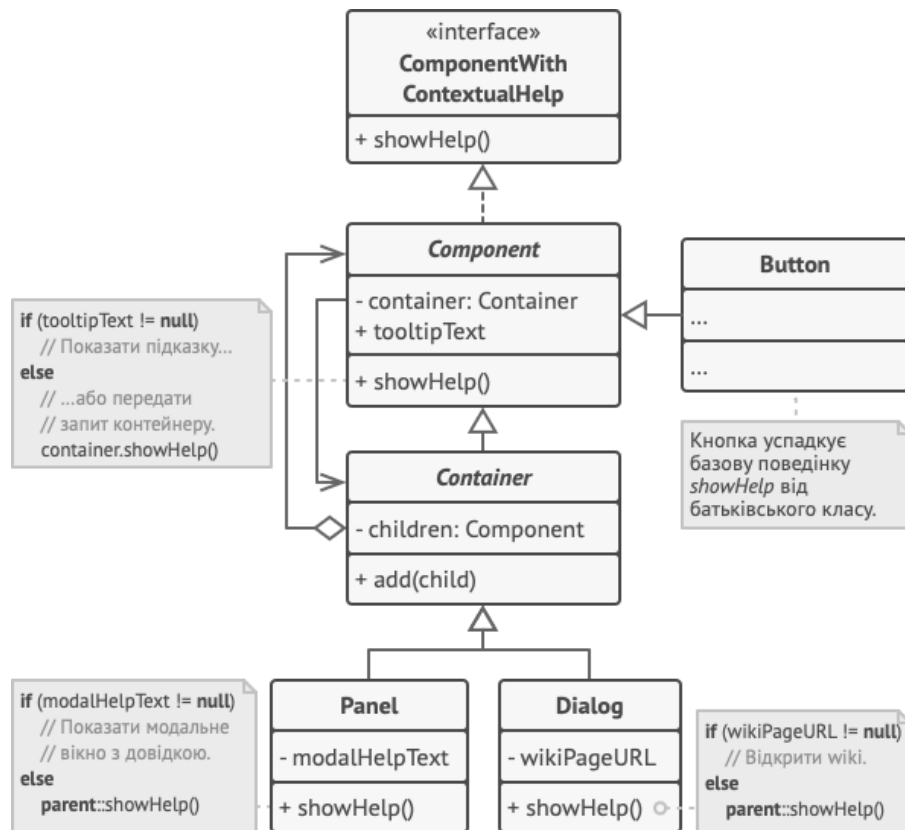 «interface»
ComponentWith
ContextualHelp
+ showHelp()
Component
- container: Container
+ tooltipText
+ showHelp()
Button
...
...
if (tooltipText != null)
// Показати підказку...
else
// ...або передати
// запит контейнеру.
container.showHelp()
Кнопка успадкує
базову поведінку
showHelp від
батьківського класу.
Container
- children: Component
+ add(child)
if (modalHelpText != null)
// Показати модальне
// вікно з довідкою.
else
parent::showHelp()
Panel
- modalHelpText
+ showHelp()
Dialog
- wikiPageURL
+ showHelp()
if (wikiPageURL != null)
// Відкрити wiki.
else
parent::showHelp()